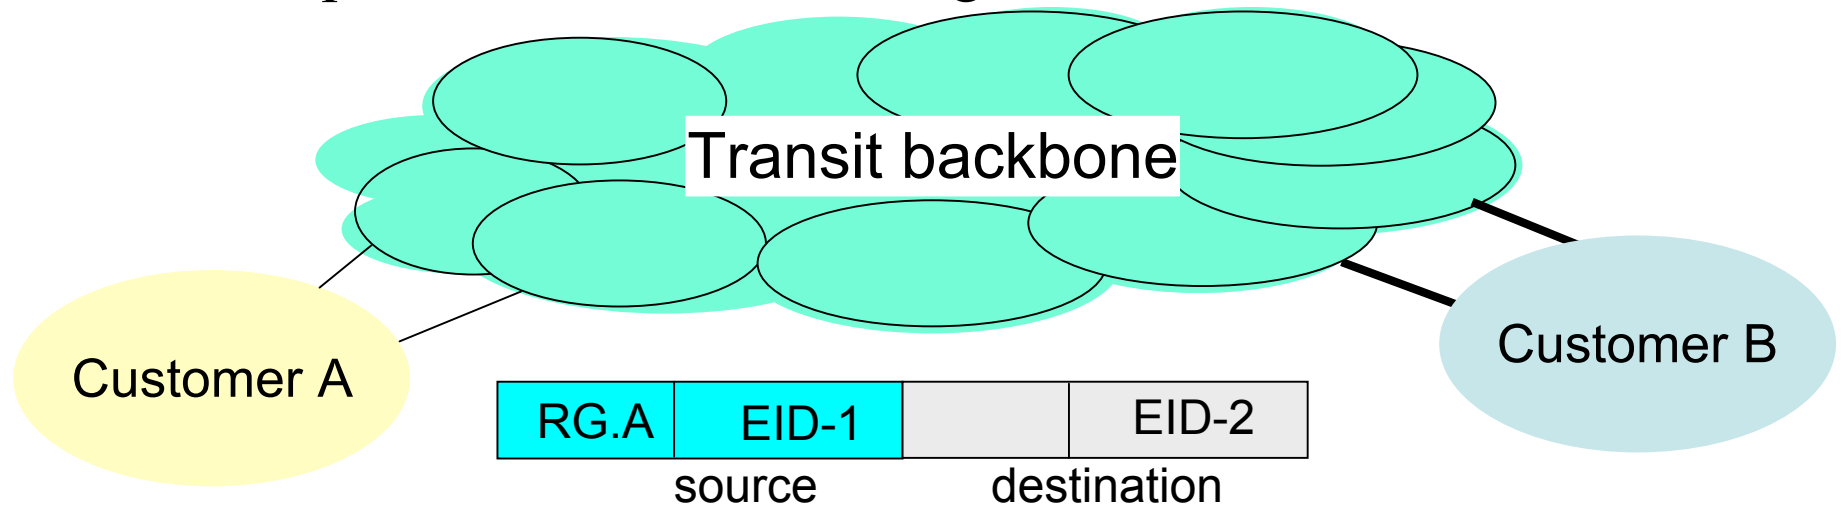 Transit backbone
Customer A
Customer B
RG.A EID-1 EID-2
source destination